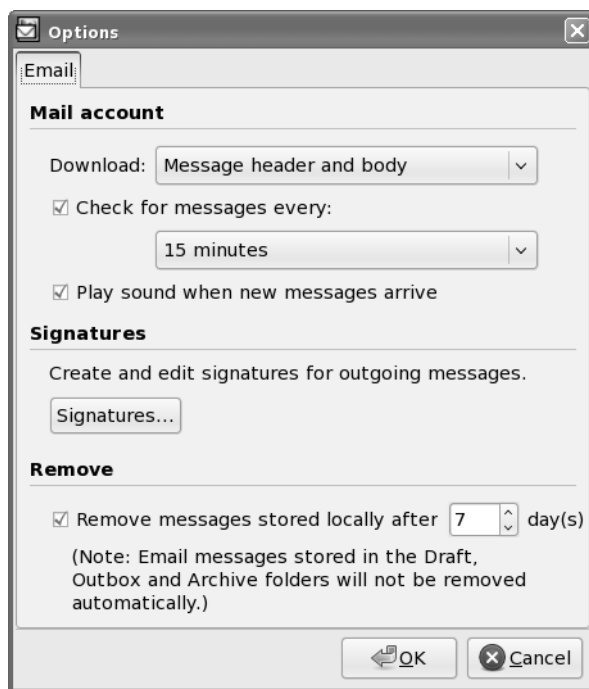 Options
Email
Mail account
Download: Message header and body
Check for messages every:
15 minutes
Play sound when new messages arrive
Signatures
Create and edit signatures for outgoing messages.
Signatures...
Remove
Remove messages stored locally after 7 day(s)
(Note: Email messages stored in the Draft,
Outbox and Archive folders will not be removed
automatically.)
OK Cancel